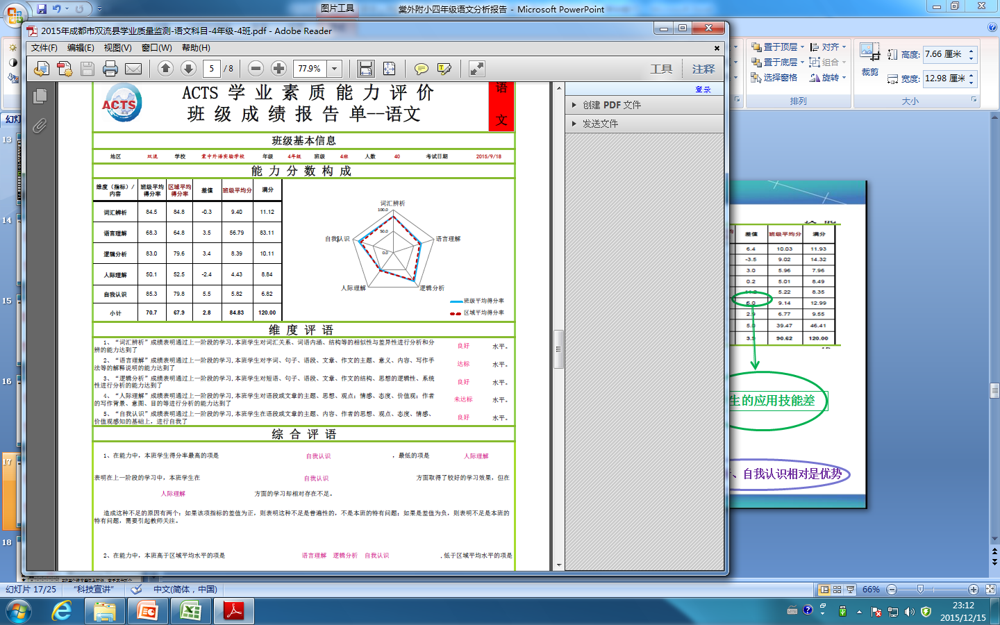 图片工具
棠外附小四年级语文分析报告 - Microsoft PowerPoint
2015年成都市双流县学业质量监测-语文科目-4年级-4班.pdf - Adobe Reader
文件(F) 编辑(E) 视图(V) 窗口(W) 帮助(H)
5 / 8 77.9% 工具 注释
登录
创建 PDF 文件
发送文件
置于顶层 对齐
置于底层 组合
选择窗格 旋转
排列
裁剪
高度: 7.66 厘米
宽度: 12.98 厘米
大小
ACTS
ACTS 学 业 素 质 能 力 评 价
班 级 成 绩 报 告 单--语文
语
文
班级基本信息
地区 双流 学校 棠中外语实验学校 年级 4年级 班级 4班 人数 40 考试日期 2015/9/18
能 力 分 数 构 成
维度（指标）/内容 班级平均得分率 区域平均得分率 差值 班级平均分 满分
词汇辨析 84.5 84.8 -0.3 9.40 11.12
语言理解 68.3 64.8 3.5 56.79 83.11
逻辑分析 83.0 79.6 3.4 8.39 10.11
人际理解 50.1 52.5 -2.4 4.43 8.84
自我认识 85.3 79.8 5.5 5.82 6.82
小计 70.7 67.9 2.8 84.83 120.00
词汇辨析
100.0
50.0
0.0
自我认识 语言理解
人际理解 逻辑分析
班级平均得分率
区域平均得分率
维 度 评 语
1、“词汇辨析”成绩表明通过上一阶段的学习,本班学生对词汇关系、词语内涵、结构等的相似性与差异性进行分析和分
辨的能力达到了 良好 水平。
2、“语言理解”成绩表明通过上一阶段的学习,本班学生对字词、句子、语段、文章、作文的主题、意义、内容、写作手
法等的解释说明的能力达到了 达标 水平。
3、“逻辑分析”成绩表明通过上一阶段的学习,本班学生对短语、句子、语段、文章、作文的结构、思想的逻辑性、系统
性进行分析的能力达到了 良好 水平。
4、“人际理解”成绩表明通过上一阶段的学习,本班学生对语段或文章的主题、思想、观点；情感、态度、价值观；作者
的写作背景、意图、目的等进行分析的能力达到了 未达标 水平。
5、“自我认识”成绩表明通过上一阶段的学习,本班学生在语段或文章的主题、内容、作者的思想、观点、态度、情感、
价值观感知的基础上，进行自我了 良好 水平。
综 合 评 语
1、在能力中，本班学生得分率最高的项是 自我认识 ，最低的项是 人际理解
表明在上一阶段的学习中，本班学生在 自我认识 方面取得了较好的学习效果，但在
人际理解 方面的学习却相对存在不足。
造成这种不足的原因有两个：如果该项指标的差值为正，则表明这种不足是普遍性的，不是本班的特有问题；如果是差值为负，则表明不足是本班的
特有问题，需要引起教师关注。
2、在能力中，本班高于区域平均水平的项是 语言理解 逻辑分析 自我认识 ,低于区域平均水平的项是
差值 班级平均分 满分
6.4 10.03 11.93
-3.5 9.02 14.32
3.0 5.96 7.96
0.2 5.01 8.49
5.22 8.35
6.0 9.14 12.99
6.77 9.55
39.47 46.41
90.62 120.00
生的应用技能差
、自我认识相对是优势
幻灯
13
14
15
16
17
18
幻灯片 17/25 “科技宣讲” 中文(简体，中国) 66%
23:12
2015/12/15